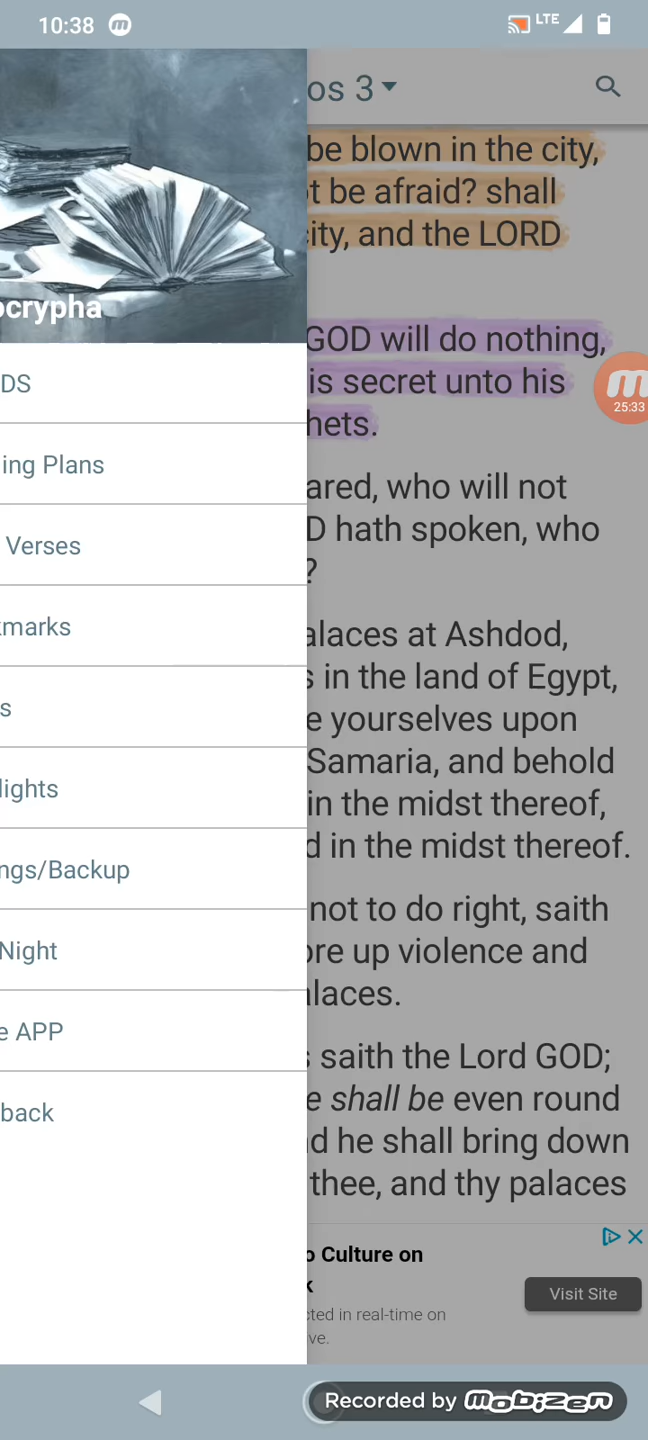 10:38
LTE
os 3
be blown in the city,
t be afraid? shall
ity, and the LORD
ocrypha
GOD will do nothing,
is secret unto his
hets.
25:33
DS
ing Plans
ared, who will not
D hath spoken, who
?
Verses
kmarks
alaces at Ashdod,
s in the land of Egypt,
e yourselves upon
Samaria, and behold
in the midst thereof,
d in the midst thereof.
s
lights
ngs/Backup
not to do right, saith
ore up violence and
alaces.
Night
e APP
s saith the Lord GOD;
e shall be even round
nd he shall bring down
thee, and thy palaces
back
o Culture on
k
cted in real-time on
ve.
Visit Site
Recorded by mobizen